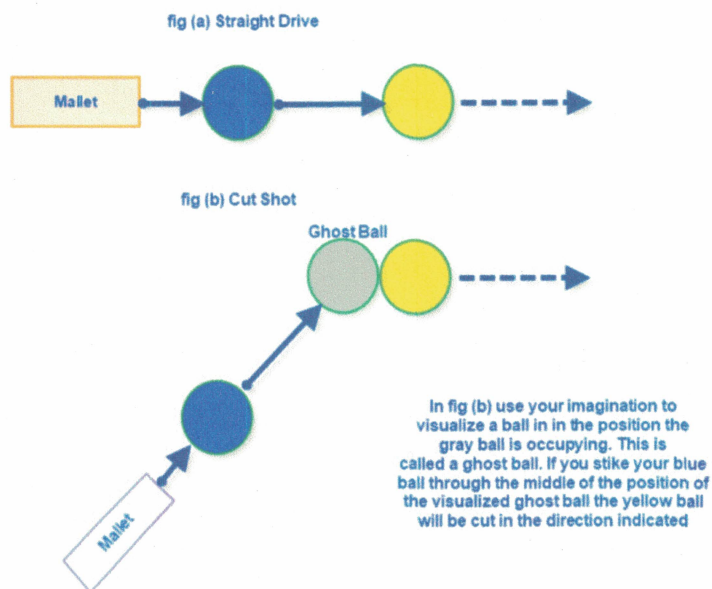 fig (a) Straight Drive
Mallet
fig (b) Cut Shot
Ghost Ball
Mallet
In fig (b) use your imagination to
visualize a ball in in the position the
gray ball is occupying. This is
called a ghost ball. If you stike your blue
ball through the middle of the position of
the visualized ghost ball the yellow ball
will be cut in the direction indicated